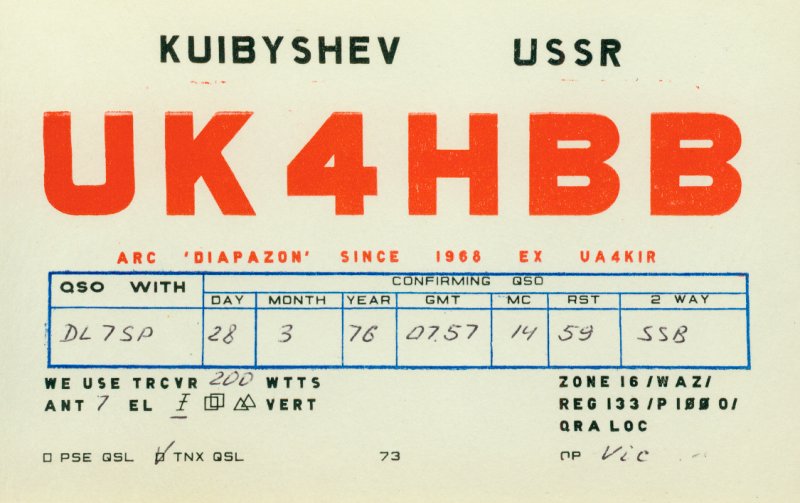 KUIBYSHEV USSR
UK4HBB
ARC 'DIAPAZON' SINCE 1968 EX UA4KIR
QSO WITH CONFIRMING QSO
DAY MONTH YEAR GMT MC RST 2 WAY
DL7SP 28 3 76 07.57 14 59 SSB
WE USE TRCVR 200 WTTS
ANT 7 EL VERT
ZONE 16/WAZ/
REG 133/P100 0/
QRA LOC
PSE QSL TNX QSL 73 OP Vic